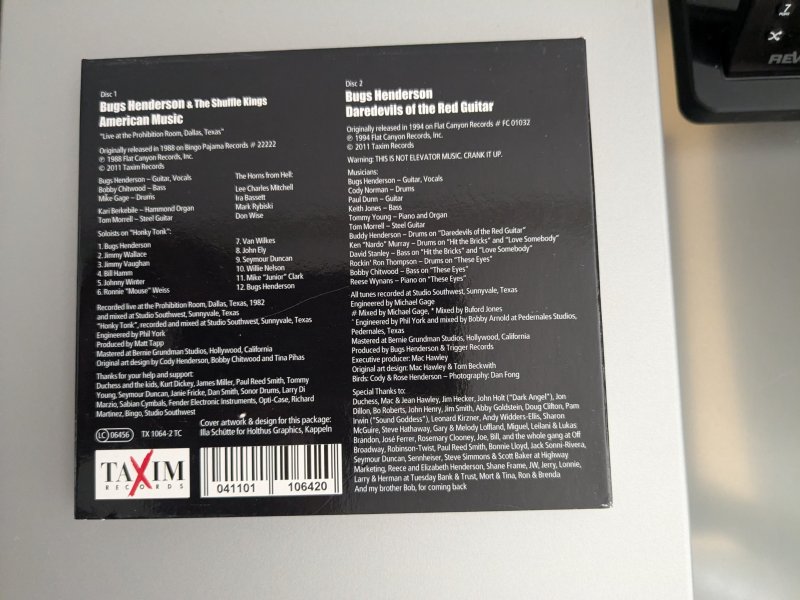 Disc 1
Bugs Henderson & The Shuffle Kings
American Music
"Live at the Prohibition Room, Dallas, Texas"
Originally released in 1988 on Bingo Pajama Records # 22222
℗ 1988 Flat Canyon Records, Inc.
© 2011 Taxim Records
Bugs Henderson – Guitar, Vocals
Bobby Chitwood – Bass
Mike Gage – Drums
Kari Berkebile – Hammond Organ
Tom Morrell – Steel Guitar
The Horns from Hell:
Lee Charles Mitchell
Ira Bassett
Mark Rybiski
Don Wise
Soloists on "Honky Tonk":
1. Bugs Henderson
2. Jimmy Wallace
3. Jimmy Vaughan
4. Bill Hamm
5. Johnny Winter
6. Ronnie "Mouse" Weiss
7. Van Wilkes
8. John Ely
9. Seymour Duncan
10. Willie Nelson
11. Mike "Junior" Clark
12. Bugs Henderson
Recorded live at the Prohibition Room, Dallas, Texas, 1982
and mixed at Studio Southwest, Sunnyvale, Texas
"Honky Tonk", recorded and mixed at Studio Southwest, Sunnyvale, Texas
Engineered by Phil York
Produced by Matt Tapp
Mastered at Bernie Grundman Studios, Hollywood, California
Original art design by Cody Henderson, Bobby Chitwood and Tina Pihas
Thanks for your help and support:
Duchess and the kids, Kurt Dickey, James Miller, Paul Reed Smith, Tommy
Young, Seymour Duncan, Janie Fricke, Dan Smith, Sonor Drums, Larry Di
Marzio, Sabian Cymbals, Fender Electronic Instruments, Opti-Case, Richard
Martinez, Bingo, Studio Southwest
Cover artwork & design for this package:
Illa Schütte for Holthus Graphics, Kappeln
LC 06456
TX 1064-2 TC
TAXIM
RECORDS
041101 106420
Disc 2
Bugs Henderson
Daredevils of the Red Guitar
Originally released in 1994 on Flat Canyon Records # FC 01032
℗ 1994 Flat Canyon Records, Inc.
© 2011 Taxim Records
Warning: THIS IS NOT ELEVATOR MUSIC. CRANK IT UP.
Musicians:
Bugs Henderson – Guitar, Vocals
Cody Norman – Drums
Paul Dunn – Guitar
Keith Jones – Bass
Tommy Young – Piano and Organ
Tom Morrell – Steel Guitar
Buddy Henderson – Drums on "Daredevils of the Red Guitar"
Ken "Nardo" Murray – Drums on "Hit the Bricks" and "Love Somebody"
David Stanley – Bass on "Hit the Bricks" and "Love Somebody"
Rockin' Ron Thompson – Drums on "These Eyes"
Bobby Chitwood – Bass on "These Eyes"
Reese Wynans – Piano on "These Eyes"
All tunes recorded at Studio Southwest, Sunnyvale, Texas
Engineered by Michael Gage
# Mixed by Michael Gage, * Mixed by Buford Jones
* Engineered by Phil York and mixed by Bobby Arnold at Pedernales Studios,
Pedernales, Texas
Mastered at Bernie Grundman Studios, Hollywood, California
Produced by Bugs Henderson & Trigger Records
Executive producer: Mac Hawley
Original art design: Mac Hawley & Tom Beckwith
Birds: Cody & Rose Henderson – Photography: Dan Fong
Special Thanks to:
Duchess, Mac & Jean Hawley, Jim Hecker, John Holt ("Dark Angel"), Jon
Dillon, Bo Roberts, John Henry, Jim Smith, Abby Goldstein, Doug Clifton, Pam
Irwin ("Sound Goddess"), Leonard Kirzner, Andy Widders-Ellis, Sharon
McGuire, Steve Hathaway, Gary & Melody Lofland, Miguel, Leilani & Lukas
Brandon, José Ferrer, Rosemary Clooney, Joe, Bill, and the whole gang at Off
Broadway, Robinson-Twist, Paul Reed Smith, Bonnie Lloyd, Jack Sonni-Rivera,
Seymour Duncan, Sennheiser, Steve Simmons & Scott Baker at Highway
Marketing, Reece and Elizabeth Henderson, Shane Frame, JW, Jerry, Lonnie,
Larry & Herman at Tuesday Bank & Trust, Mort & Tina, Ron & Brenda
And my brother Bob, for coming back
7
REV